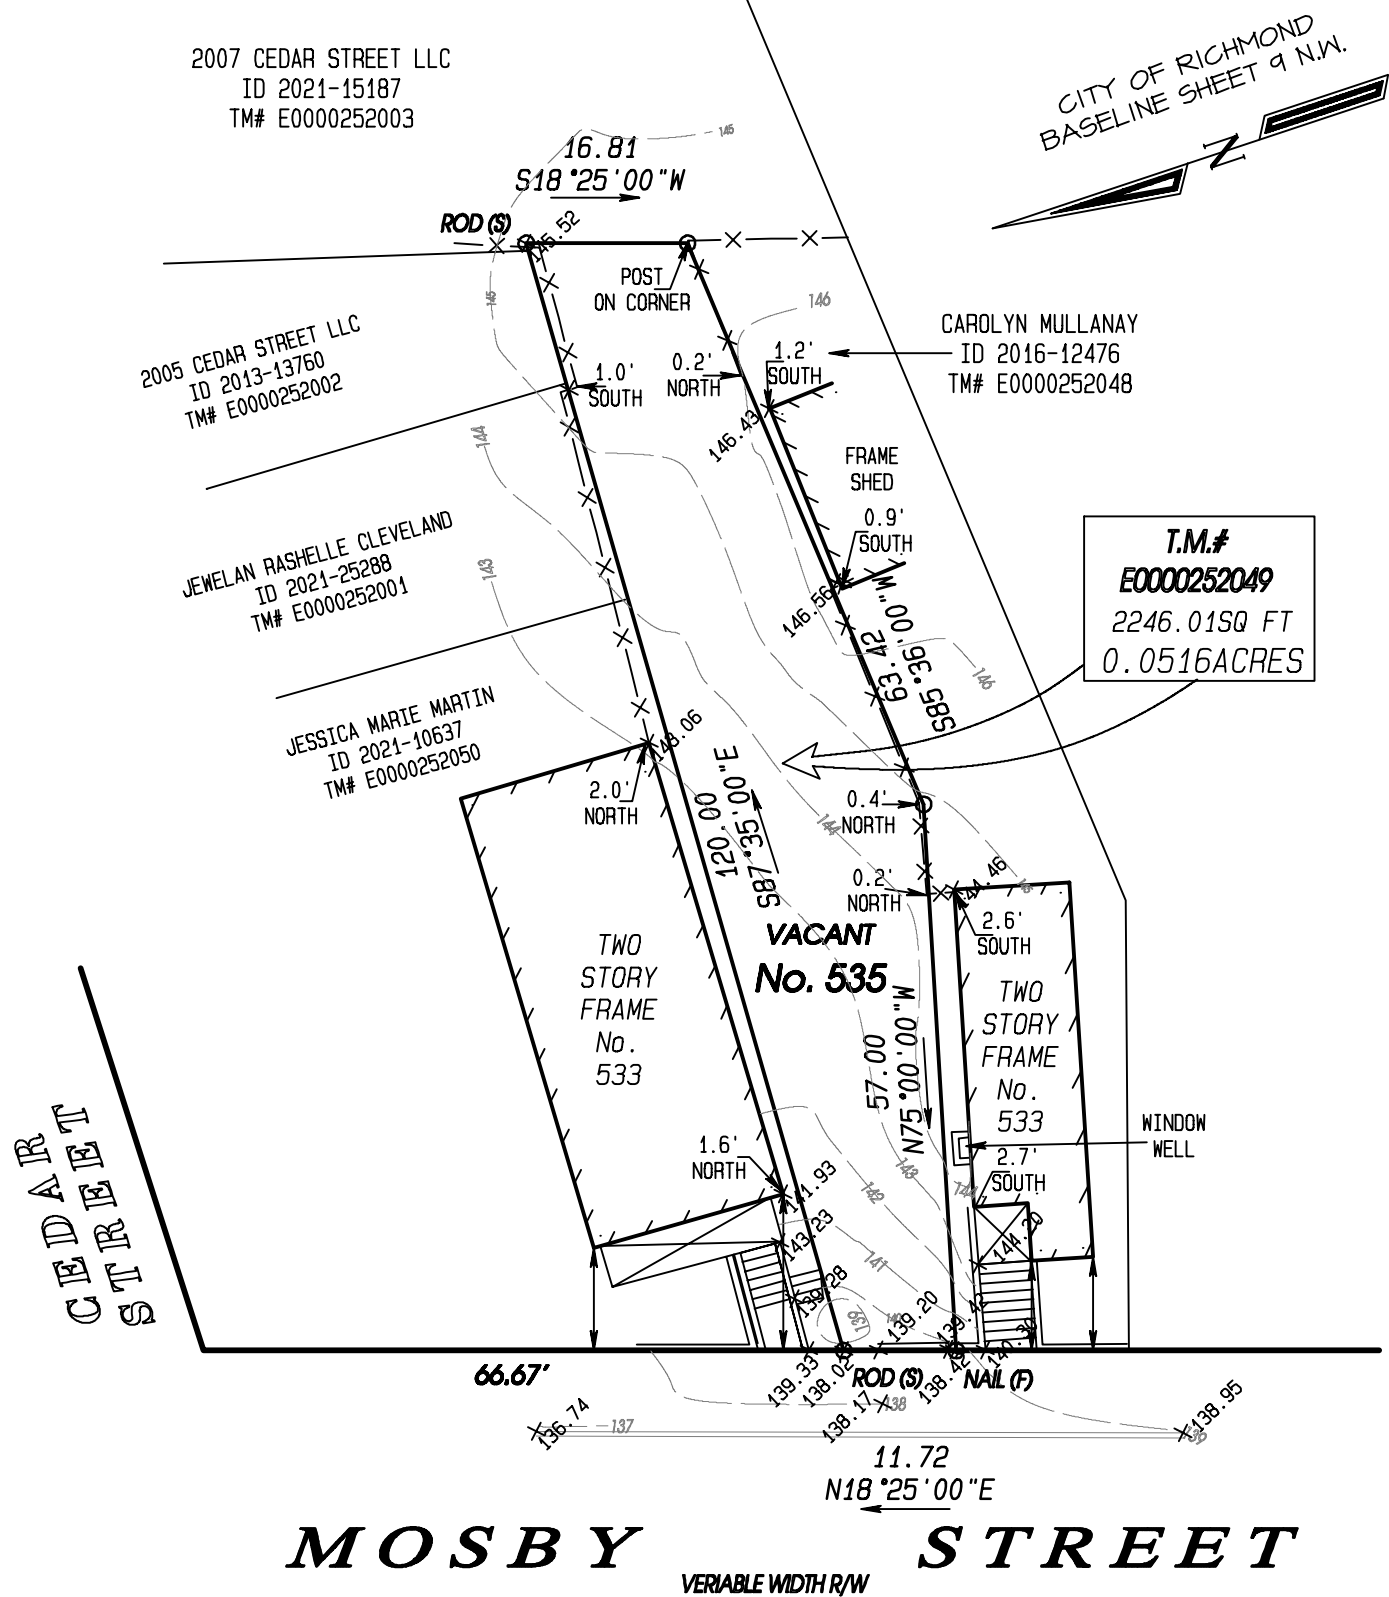 2007 CEDAR STREET LLC
ID 2021-15187
TM# E0000252003
CITY OF RICHMOND
BASELINE SHEET 9 N.W.
N
145
16.81
S18°25'00"W
ROD (S)
145.52
POST
ON CORNER
145
146
2005 CEDAR STREET LLC
ID 2013-13760
TM# E0000252002
CAROLYN MULLANAY
ID 2016-12476
TM# E0000252048
1.0'
SOUTH
0.2'
NORTH
1.2'
SOUTH
144
146.43
FRAME
SHED
0.9'
SOUTH
JEWELAN RASHELLE CLEVELAND
ID 2021-25288
TM# E0000252001
143
T.M.#
E0000252049
2246.01SQ FT
0.0516ACRES
146.56
S85°35'00"W
63.42
146
JESSICA MARIE MARTIN
ID 2021-10637
TM# E0000252050
143.06
2.0'
NORTH
120.00
S87°35'00"E
144
0.4'
NORTH
0.2'
NORTH
144.46
2.6'
SOUTH
VACANT
No. 535
TWO
STORY
FRAME
No.
533
TWO
STORY
FRAME
No.
533
57.00
N75°00'00"W
WINDOW
WELL
1.6'
NORTH
2.7'
SOUTH
143
142
144
141.93
143.23
144.20
141
139.28
139
140
139.20
139.42
140.30
CEDAR
STREET
66.67'
139.33
138.02
ROD (S)
138.42
NAIL (F)
138.17
138
138.95
136.74
137
11.72
N18°25'00"E
MOSBY STREET
VERIABLE WIDTH R/W